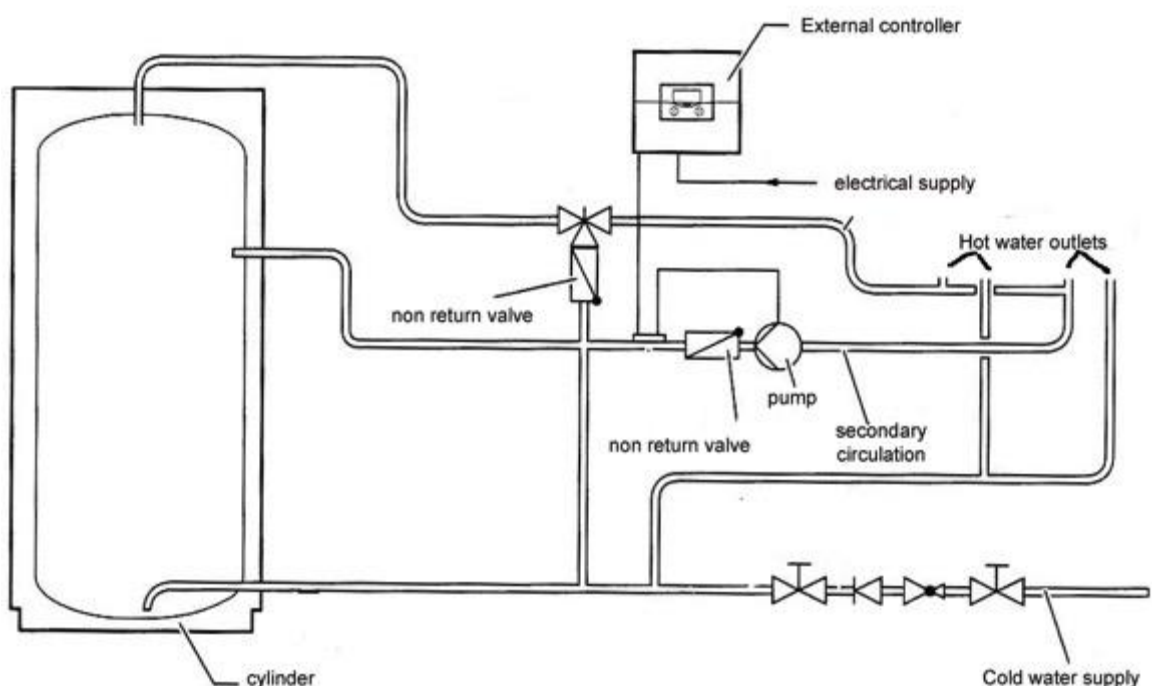 External controller
electrical supply
Hot water outlets
non return valve
pump
non return valve
secondary
circulation
cylinder
Cold water supply